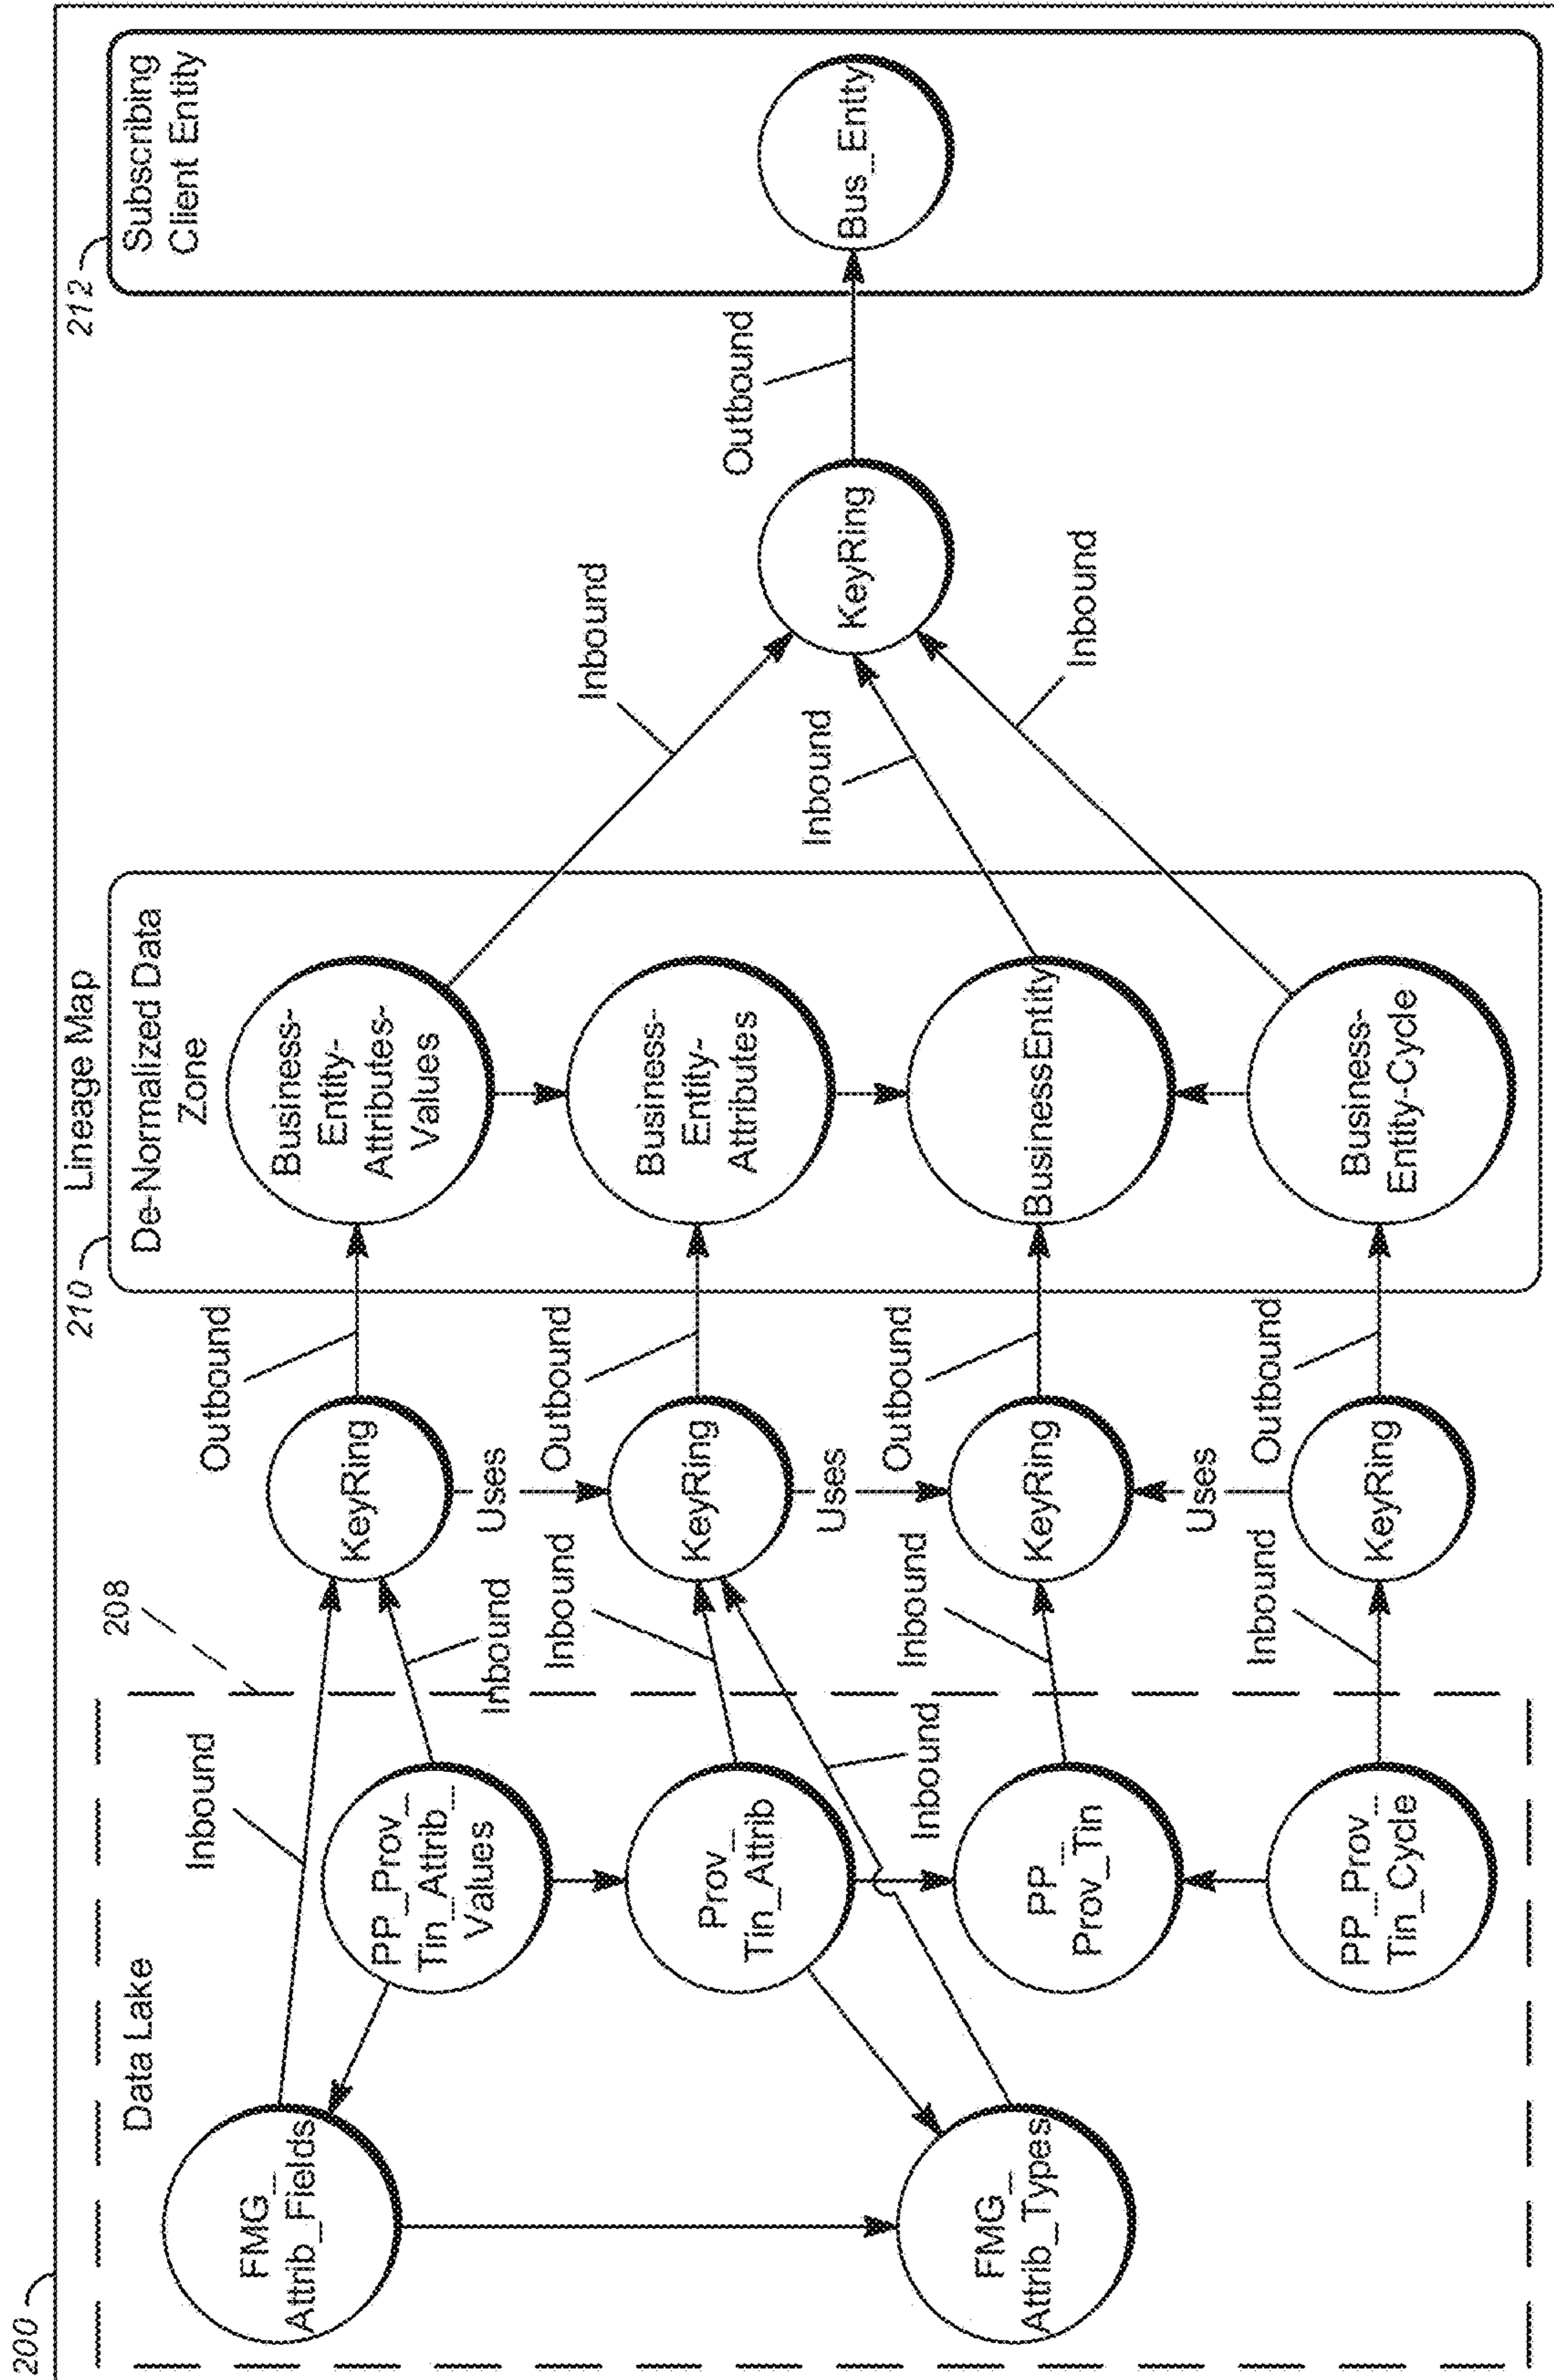 200
Lineage Map
Data Lake
208
210
De-Normalized Data
Zone
212
Subscribing
Client Entity
FMG_
Attrib_Fields
Inbound
PP_Prov_
Tin_Attrib_
Values
Inbound
KeyRing
Outbound
Business-
Entity-
Attributes-
Values
Inbound
Uses
Prov_
Tin_Attrib
Inbound
KeyRing
Outbound
Business-
Entity-
Attributes
Outbound
FMG_
Attrib_Types
Inbound
Uses
PP_
Prov_Tin
Inbound
KeyRing
Outbound
BusinessEntity
Inbound
KeyRing
Bus_Entity
Uses
PP_Prov_
Tin_Cycle
Inbound
KeyRing
Outbound
Business-
Entity-Cycle
Inbound